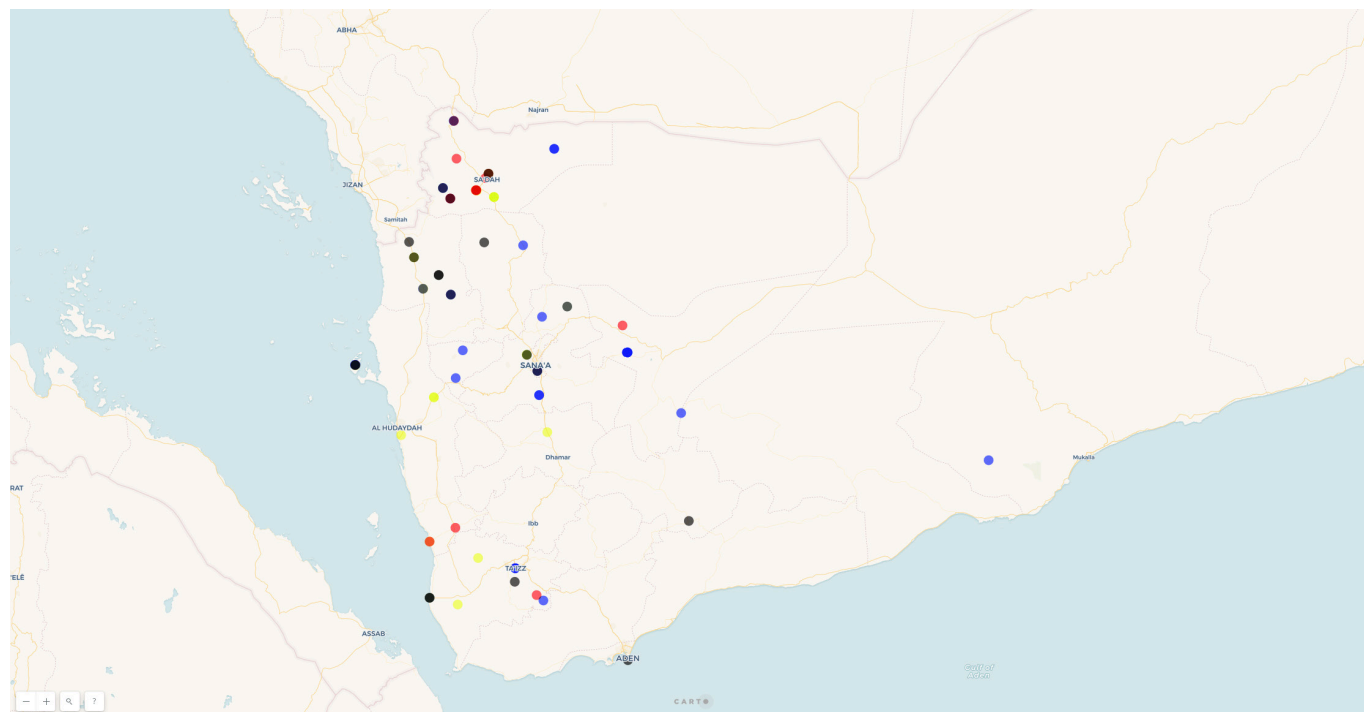 ABHA
Najran
SA'DAH
JIZAN
Samitah
SANA'A
AL HUDAYDAH
Dhamar
Mukalla
RAT
Ibb
TAIZZ
'ELÊ
ASSAB
ADEN
Gulf of
Aden
− + ?
CARTO